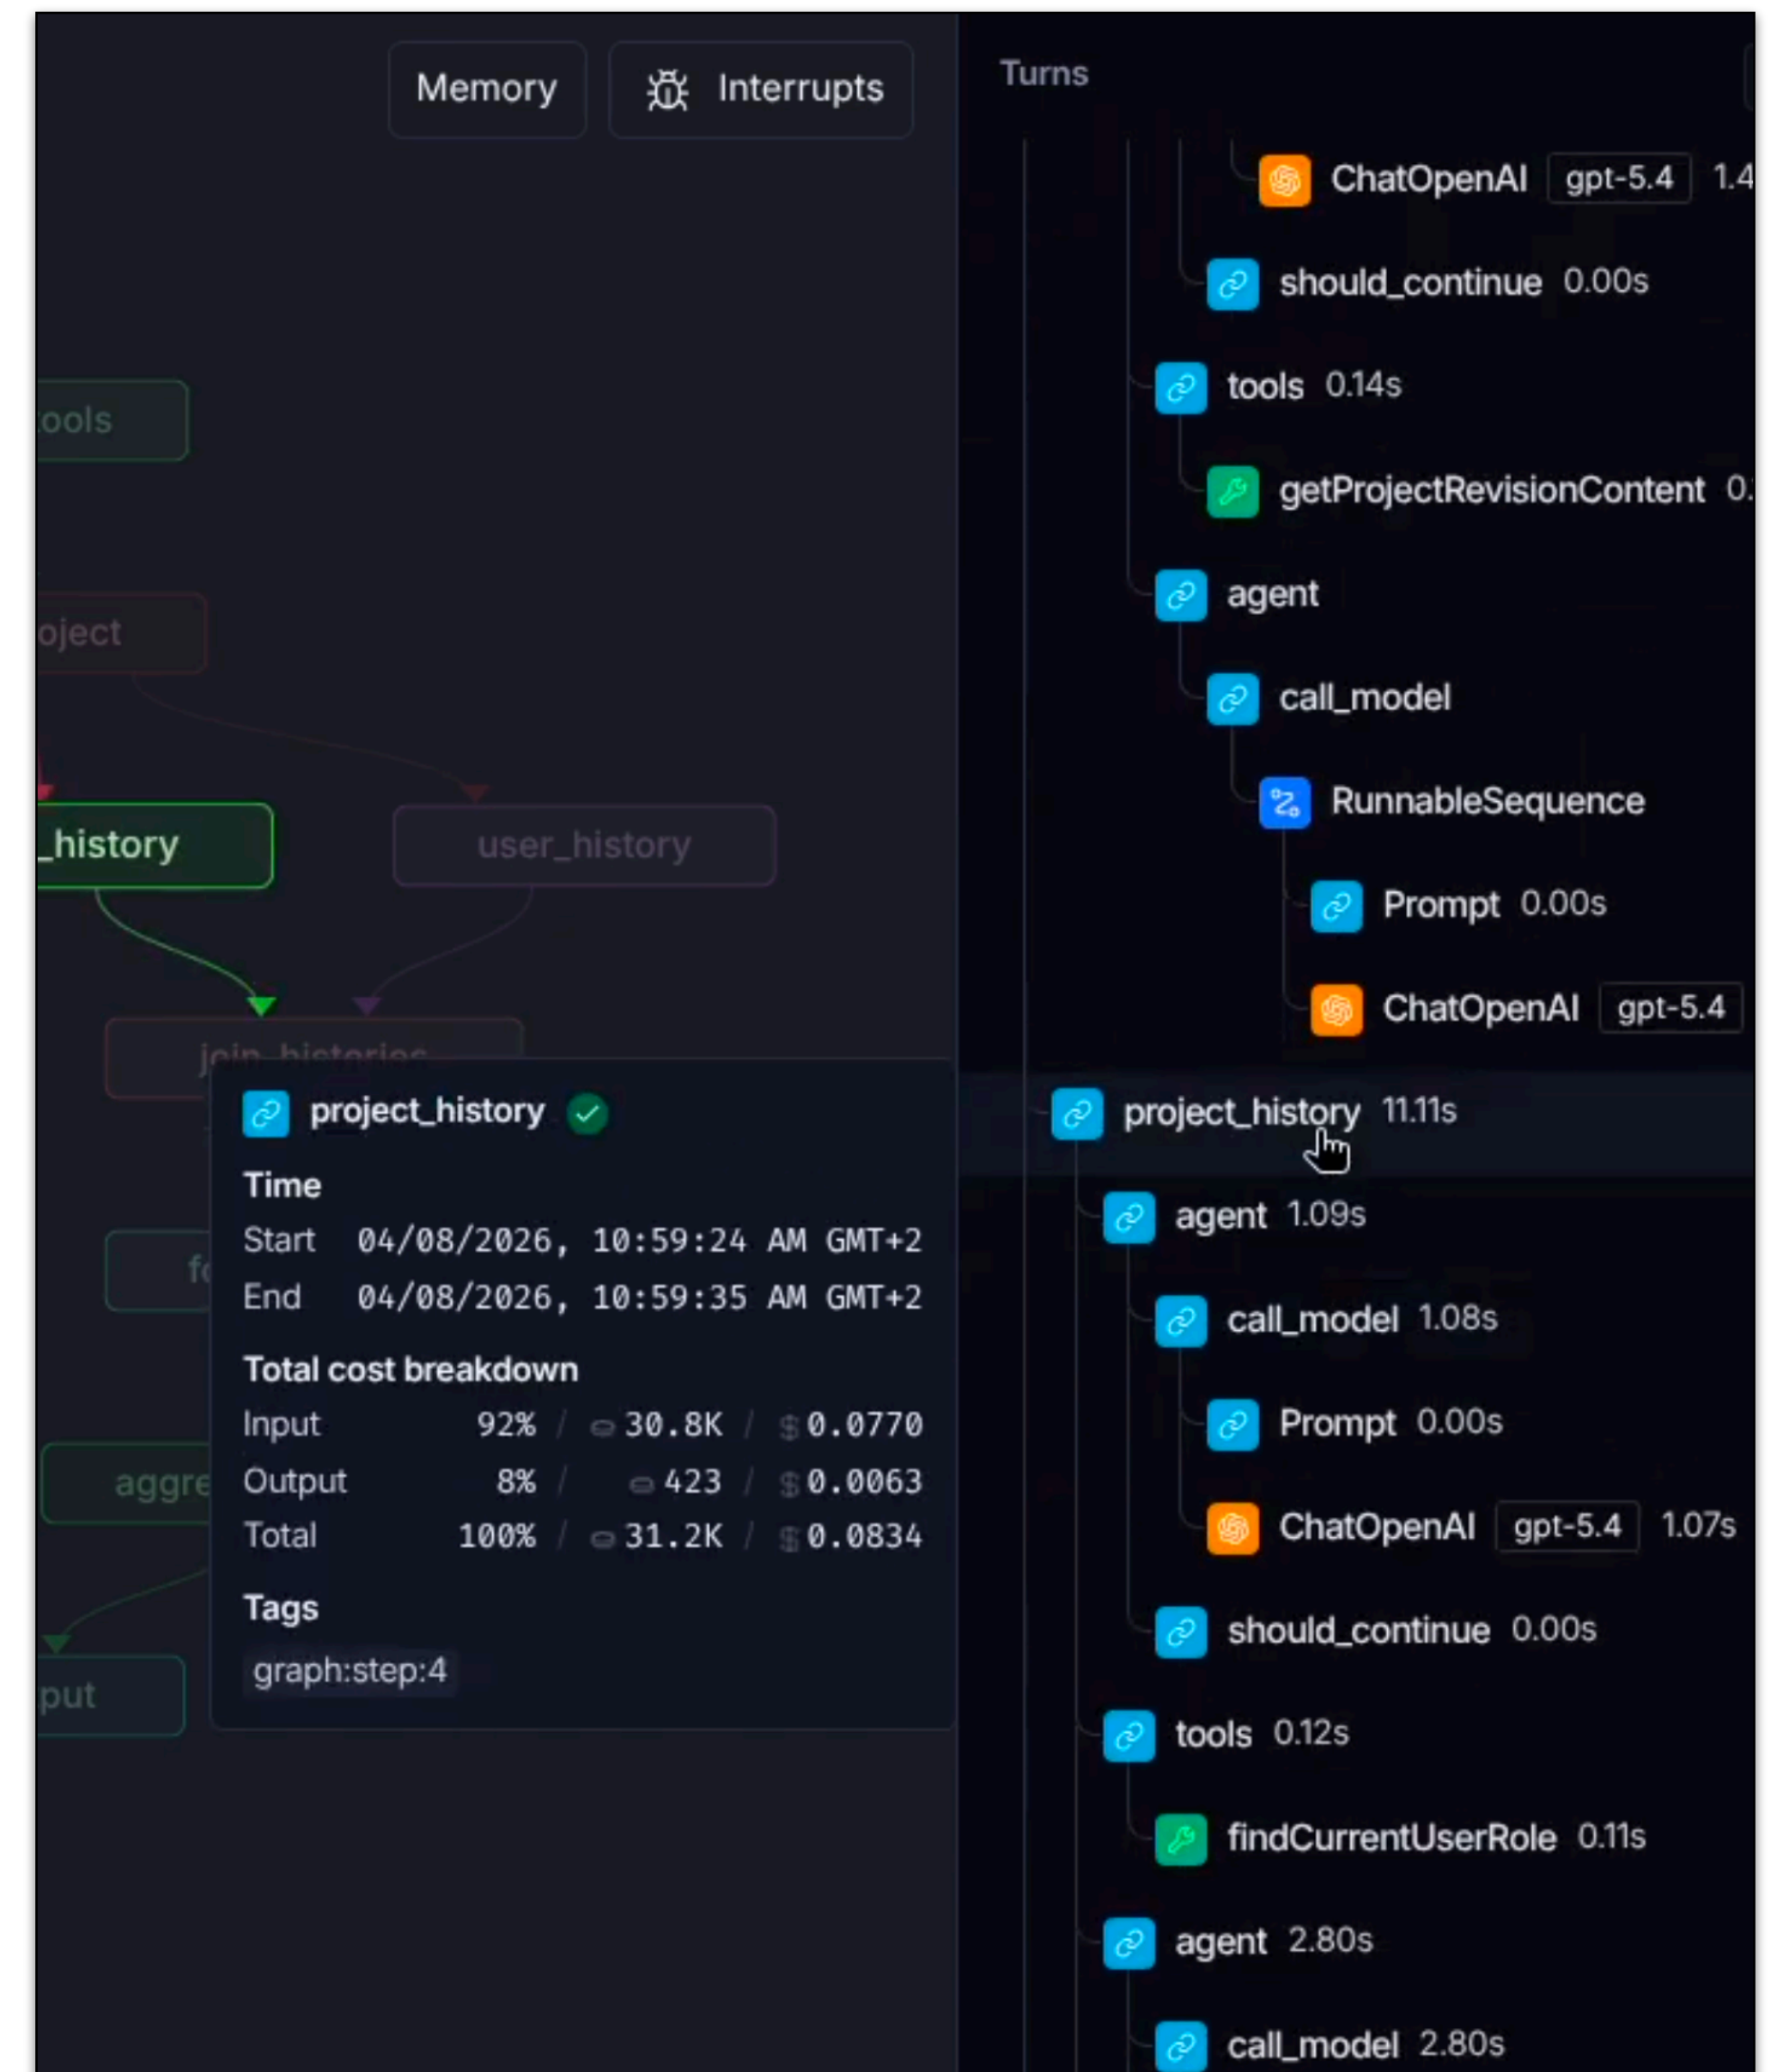 Memory
Interrupts
ools
oject
_history
user_history
join_histories
aggre
put
project_history
Time
Start 04/08/2026, 10:59:24 AM GMT+2
End 04/08/2026, 10:59:35 AM GMT+2
Total cost breakdown
Input 92% / 30.8K / $0.0770
Output 8% / 423 / $0.0063
Total 100% / 31.2K / $0.0834
Tags
graph:step:4
Turns
ChatOpenAI gpt-5.4 1.4
should_continue 0.00s
tools 0.14s
getProjectRevisionContent 0.
agent
call_model
RunnableSequence
Prompt 0.00s
ChatOpenAI gpt-5.4
project_history 11.11s
agent 1.09s
call_model 1.08s
Prompt 0.00s
ChatOpenAI gpt-5.4 1.07s
should_continue 0.00s
tools 0.12s
findCurrentUserRole 0.11s
agent 2.80s
call_model 2.80s